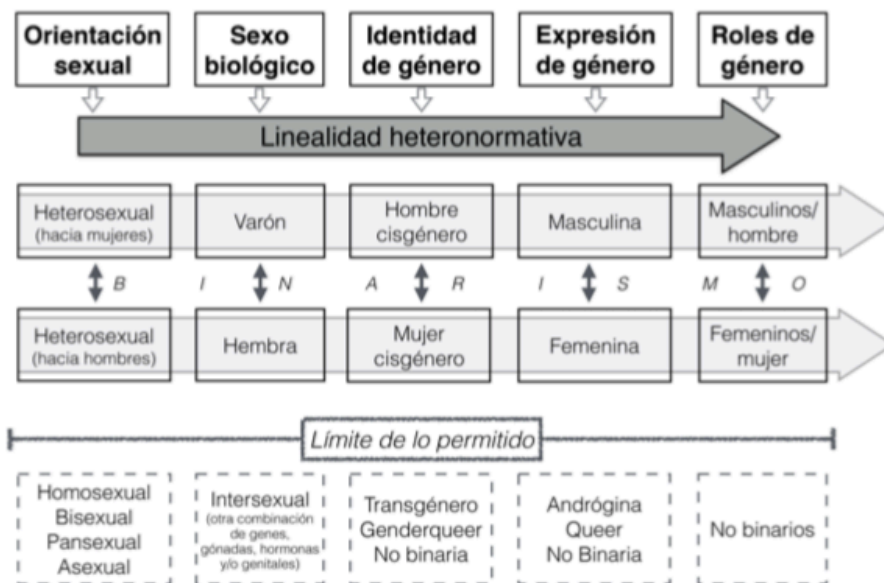 Orientación
sexual
Sexo
biológico
Identidad
de género
Expresión
de género
Roles de
género
Linealidad heteronormativa
Heterosexual
(hacia mujeres)
Varón
Hombre
cisgénero
Masculina
Masculinos/
hombre
B I N A R I S M O
Heterosexual
(hacia hombres)
Hembra
Mujer
cisgénero
Femenina
Femeninos/
mujer
Límite de lo permitido
Homosexual
Bisexual
Pansexual
Asexual
Intersexual
(otra combinación
de genes,
gónadas, hormonas
y/o genitales)
Transgénero
Genderqueer
No binaria
Andrógina
Queer
No Binaria
No binarios